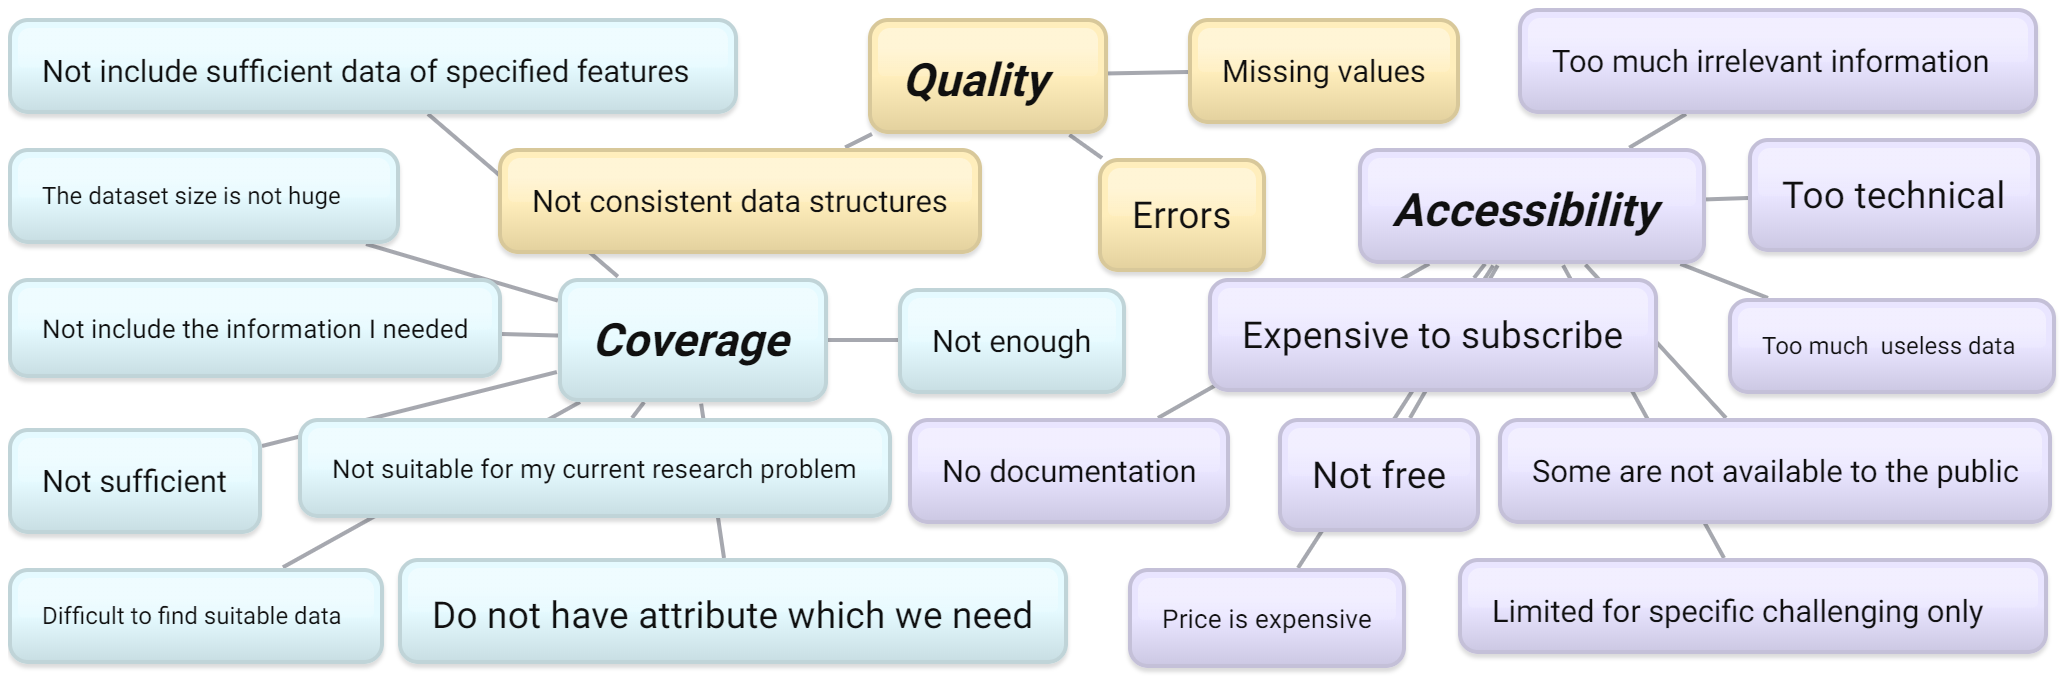 Not include sufficient data of specified features
Quality
Missing values
Too much irrelevant information
The dataset size is not huge
Not consistent data structures
Errors
Accessibility
Too technical
Not include the information I needed
Coverage
Not enough
Expensive to subscribe
Too much useless data
Not sufficient
Not suitable for my current research problem
No documentation
Not free
Some are not available to the public
Difficult to find suitable data
Do not have attribute which we need
Price is expensive
Limited for specific challenging only